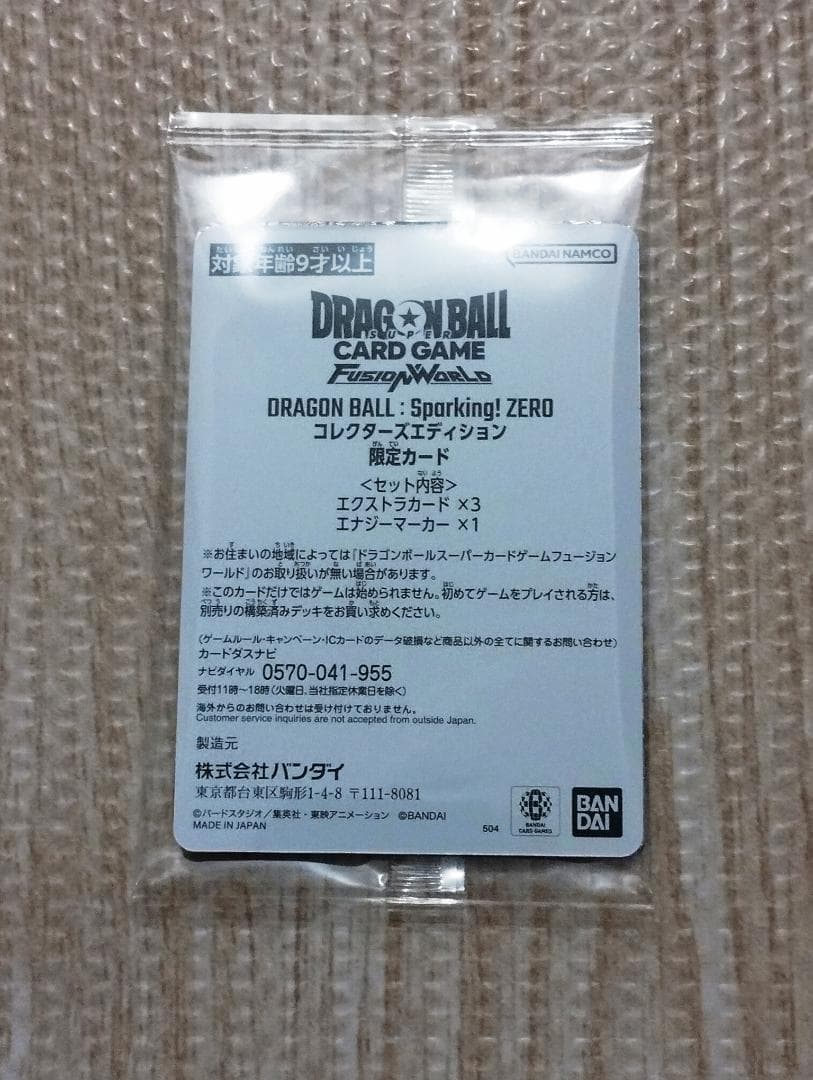 対象年齢9才以上
BANDAI NAMCO
DRAGON BALL
SUPER
CARD GAME
FUSION WORLD
DRAGON BALL : Sparking! ZERO
コレクターズエディション
限定カード
<セット内容>
エクストラカード ×3
エナジーマーカー ×1
※お住まいの地域によっては『ドラゴンボールスーパーカードゲームフュージョン
ワールド』のお取り扱いが無い場合があります。
※このカードだけではゲームは始められません。初めてゲームをプレイされる方は、
別売りの構築済みデッキをお買い求めください。
(ゲームルール・キャンペーン・ICカードのデータ破損など商品以外の全てに関するお問い合わせ)
カードダスナビ
ナビダイヤル 0570-041-955
受付11時～18時(火曜日、当社指定休業日を除く)
海外からのお問い合わせは受け付けておりません。
Customer service inquiries are not accepted from outside Japan.
製造元
株式会社バンダイ
東京都台東区駒形1-4-8 〒111-8081
©バードスタジオ／集英社・東映アニメーション ©BANDAI
MADE IN JAPAN
504
BANDAI
CARD GAMES
BAN
DAI